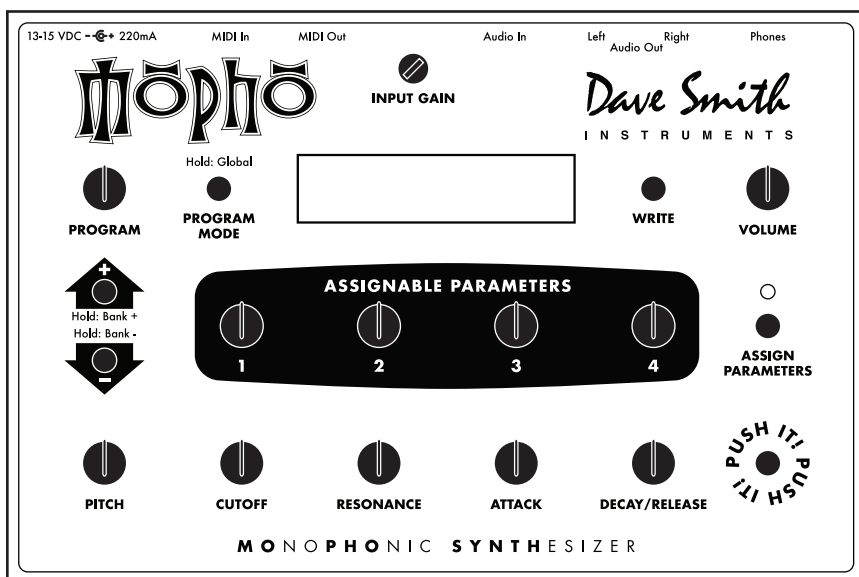 13-15 VDC - + 220mA
MIDI In
MIDI Out
Audio In
Left
Right
Audio Out
Phones
mōphō
INPUT GAIN
Dave Smith
INSTRUMENTS
Hold: Global
PROGRAM
PROGRAM
MODE
WRITE
VOLUME
+
Hold: Bank +
Hold: Bank -
-
ASSIGNABLE PARAMETERS
1
2
3
4
ASSIGN
PARAMETERS
PITCH
CUTOFF
RESONANCE
ATTACK
DECAY/RELEASE
PUSH IT! PUSH IT!
MONOPHONIC SYNTHESIZER